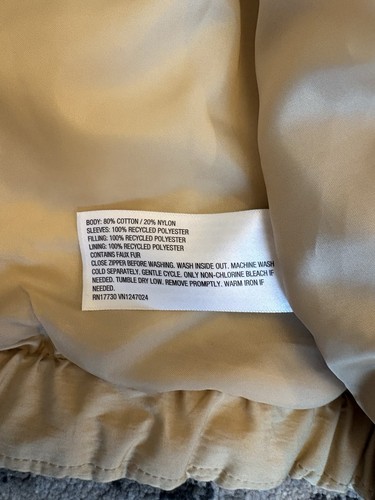 BODY: 80% COTTON / 20% NYLON
SLEEVES: 100% RECYCLED POLYESTER
FILLING: 100% RECYCLED POLYESTER
LINING: 100% RECYCLED POLYESTER
CONTAINS FAUX FUR
CLOSE ZIPPER BEFORE WASHING. WASH INSIDE OUT. MACHINE WASH
COLD SEPARATELY. GENTLE CYCLE. ONLY NON-CHLORINE BLEACH IF
NEEDED. TUMBLE DRY LOW. REMOVE PROMPTLY. WARM IRON IF
NEEDED.
RN17730 VN1247024